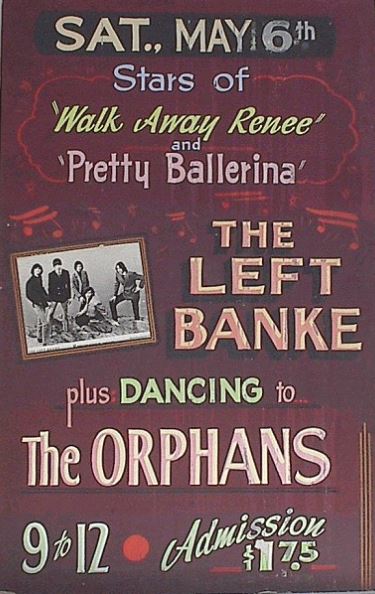 SAT., MAY 6th
Stars of
"Walk Away Renee"
and
'Pretty Ballerina'
THE
LEFT
BANKE
plus DANCING to...
The ORPHANS
9 to 12 • Admission
$1.75